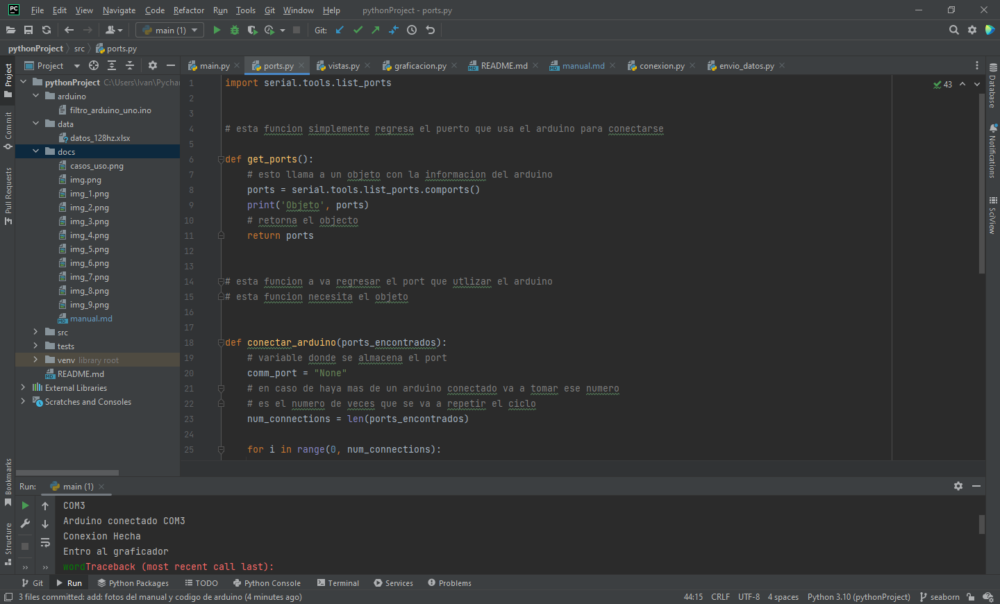 PC File Edit View Navigate Code Refactor Run Tools Git Window Help pythonProject - ports.py
main (1) Git:
pythonProject src ports.py
Project
main.py ports.py vistas.py graficacion.py README.md manual.md conexion.py envio_datos.py
pythonProject C:\Users\Ivan\Pychar
arduino
filtro_arduino_uno.ino
data
datos_128hz.xlsx
docs
casos_uso.png
img.png
img_1.png
img_2.png
img_3.png
img_4.png
img_5.png
img_6.png
img_7.png
img_8.png
img_9.png
manual.md
src
tests
venv library root
README.md
External Libraries
Scratches and Consoles
Project
Commit
Pull Requests
Bookmarks
Structure
43
1 import serial.tools.list_ports
2
3
4 # esta funcion simplemente regresa el puerto que usa el arduino para conectarse
5
6 def get_ports():
7 # esto llama a un objeto con la informacion del arduino
8 ports = serial.tools.list_ports.comports()
9 print('Objeto', ports)
10 # retorna el objecto
11 return ports
12
13
14 # esta funcion a va regresar el port que utlizar el arduino
15 # esta funcion necesita el objeto
16
17
18 def conectar_arduino(ports_encontrados):
19 # variable donde se almacena el port
20 comm_port = "None"
21 # en caso de haya mas de un arduino conectado va a tomar ese numero
22 # es el numero de veces que se va a repetir el ciclo
23 num_connections = len(ports_encontrados)
24
25 for i in range(0, num_connections):
Database
Notifications
SciView
Run: main (1)
COM3
Arduino conectado COM3
Conexion Hecha
Entro al graficador
wordTraceback (most recent call last):
Git Run Python Packages TODO Python Console Terminal Services Problems
3 files committed: add: fotos del manual y codigo de arduino (4 minutes ago) 44:15 CRLF UTF-8 4 spaces Python 3.10 (pythonProject) seaborn